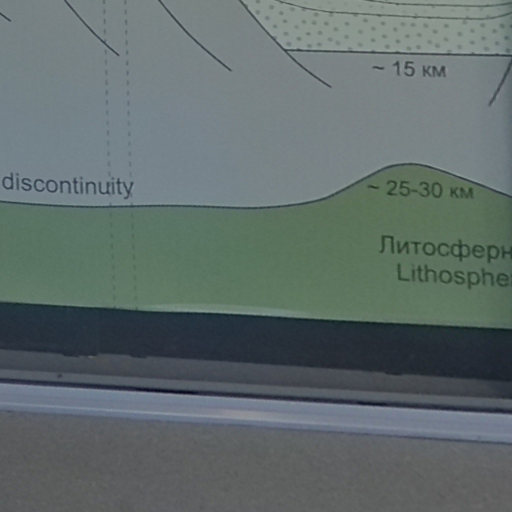 ~ 15 км
discontinuity
~ 25-30 км
Литосферн
Lithosphe